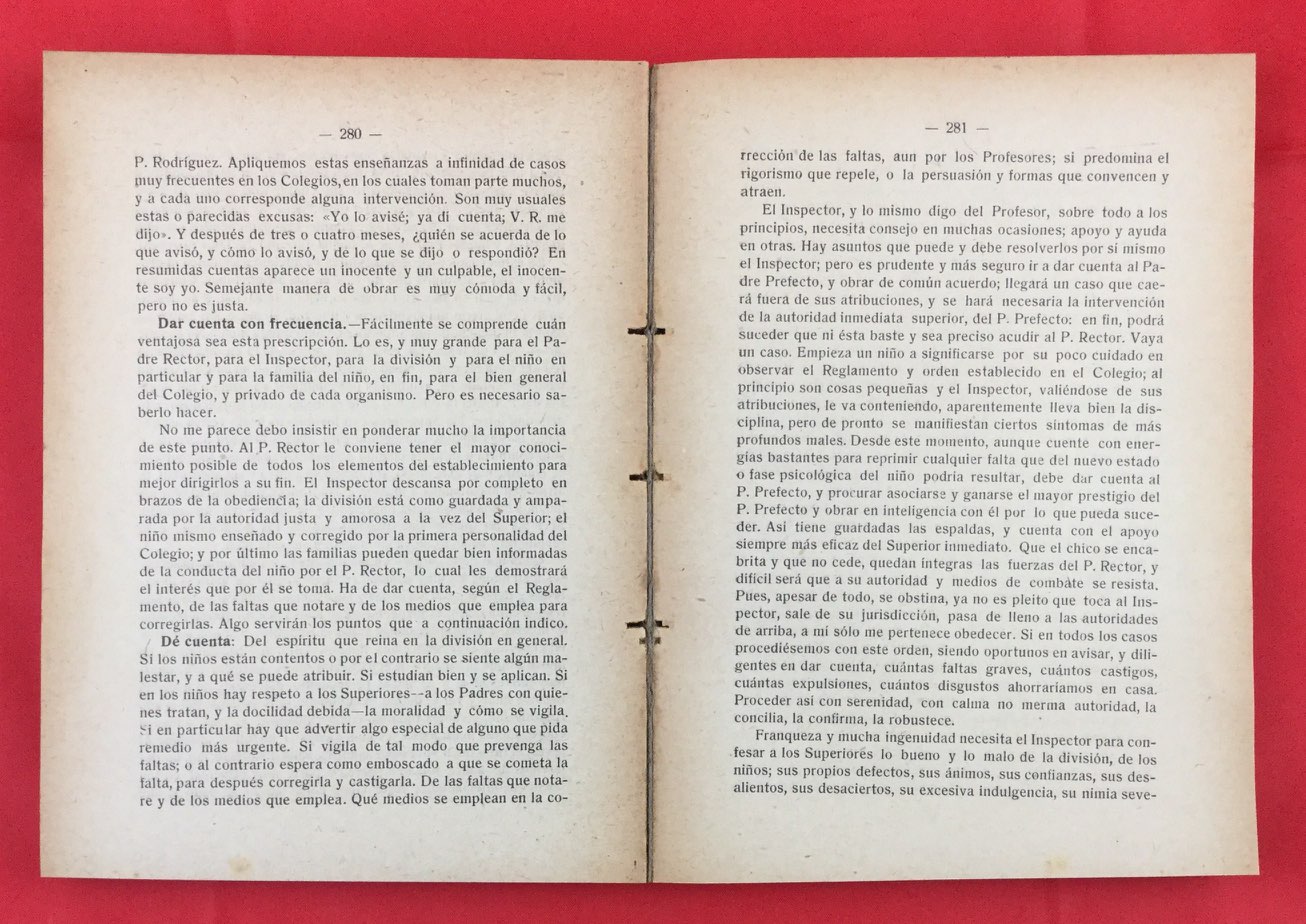 — 280 —
P. Rodríguez. Apliquemos estas enseñanzas a infinidad de casos
muy frecuentes en los Colegios, en los cuales toman parte muchos,
y a cada uno corresponde alguna intervención. Son muy usuales
estas o parecidas excusas: «Yo lo avisé; ya di cuenta; V. R. me
dijo». Y después de tres o cuatro meses, ¿quién se acuerda de lo
que avisó, y cómo lo avisó, y de lo que se dijo o respondió? En
resumidas cuentas aparece un inocente y un culpable, el inocen-
te soy yo. Semejante manera de obrar es muy cómoda y fácil,
pero no es justa.
Dar cuenta con frecuencia.—Fácilmente se comprende cuán
ventajosa sea esta prescripción. Lo es, y muy grande para el Pa-
dre Rector, para el Inspector, para la división y para el niño en
particular y para la familia del niño, en fin, para el bien general
del Colegio, y privado de cada organismo. Pero es necesario sa-
berlo hacer.
No me parece debo insistir en ponderar mucho la importancia
de este punto. Al P. Rector le conviene tener el mayor conoci-
miento posible de todos los elementos del establecimiento para
mejor dirigirlos a su fin. El Inspector descansa por completo en
brazos de la obediencia; la división está como guardada y ampa-
rada por la autoridad justa y amorosa a la vez del Superior; el
niño mismo enseñado y corregido por la primera personalidad del
Colegio; y por último las familias pueden quedar bien informadas
de la conducta del niño por el P. Rector, lo cual les demostrará
el interés que por él se toma. Ha de dar cuenta, según el Regla-
mento, de las faltas que notare y de los medios que emplea para
corregirlas. Algo servirán los puntos que a continuación indico.
Dé cuenta: Del espíritu que reina en la división en general.
Si los niños están contentos o por el contrario se siente algún ma-
lestar, y a qué se puede atribuir. Si estudian bien y se aplican. Si
en los niños hay respeto a los Superiores--a los Padres con quie-
nes tratan, y la docilidad debida—la moralidad y cómo se vigila.
Si en particular hay que advertir algo especial de alguno que pida
remedio más urgente. Si vigila de tal modo que prevenga las
faltas; o al contrario espera como emboscado a que se cometa la
falta, para después corregirla y castigarla. De las faltas que nota-
re y de los medios que emplea. Qué medios se emplean en la co-
— 281 —
rrección de las faltas, aun por los Profesores; si predomina el
rigorismo que repele, o la persuasión y formas que convencen y
atraen.
El Inspector, y lo mismo digo del Profesor, sobre todo a los
principios, necesita consejo en muchas ocasiones; apoyo y ayuda
en otras. Hay asuntos que puede y debe resolverlos por sí mismo
el Inspector; pero es prudente y más seguro ir a dar cuenta al Pa-
dre Prefecto, y obrar de común acuerdo; llegará un caso que cae-
rá fuera de sus atribuciones, y se hará necesaria la intervención
de la autoridad inmediata superior, del P. Prefecto: en fin, podrá
suceder que ni ésta baste y sea preciso acudir al P. Rector. Vaya
un caso. Empieza un niño a significarse por su poco cuidado en
observar el Reglamento y orden establecido en el Colegio; al
principio son cosas pequeñas y el Inspector, valiéndose de sus
atribuciones, le va conteniendo, aparentemente lleva bien la dis-
ciplina, pero de pronto se manifiestan ciertos síntomas de más
profundos males. Desde este momento, aunque cuente con ener-
gías bastantes para reprimir cualquier falta que del nuevo estado
o fase psicológica del niño podría resultar, debe dar cuenta al
P. Prefecto, y procurar asociarse y ganarse el mayor prestigio del
P. Prefecto y obrar en inteligencia con él por lo que pueda suce-
der. Así tiene guardadas las espaldas, y cuenta con el apoyo
siempre más eficaz del Superior inmediato. Que el chico se enca-
brita y que no cede, quedan íntegras las fuerzas del P. Rector, y
difícil será que a su autoridad y medios de combate se resista.
Pues, apesar de todo, se obstina, ya no es pleito que toca al Ins-
pector, sale de su jurisdicción, pasa de lleno a las autoridades
de arriba, a mí sólo me pertenece obedecer. Si en todos los casos
procediésemos con este orden, siendo oportunos en avisar, y dili-
gentes en dar cuenta, cuántas faltas graves, cuántos castigos,
cuántas expulsiones, cuántos disgustos ahorraríamos en casa.
Proceder así con serenidad, con calma no merma autoridad, la
concilia, la confirma, la robustece.
Franqueza y mucha ingenuidad necesita el Inspector para con-
fesar a los Superiores lo bueno y lo malo de la división, de los
niños; sus propios defectos, sus ánimos, sus confianzas, sus des-
alientos, sus desaciertos, su excesiva indulgencia, su nimia seve-